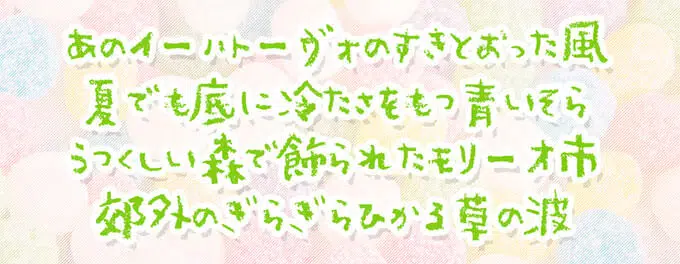 あのイーハトーヴォのすきとおった風
夏でも底に冷たさをもつ青いそら
うつくしい森で飾られたモリーオ市
郊外のぎらぎらひかる草の波